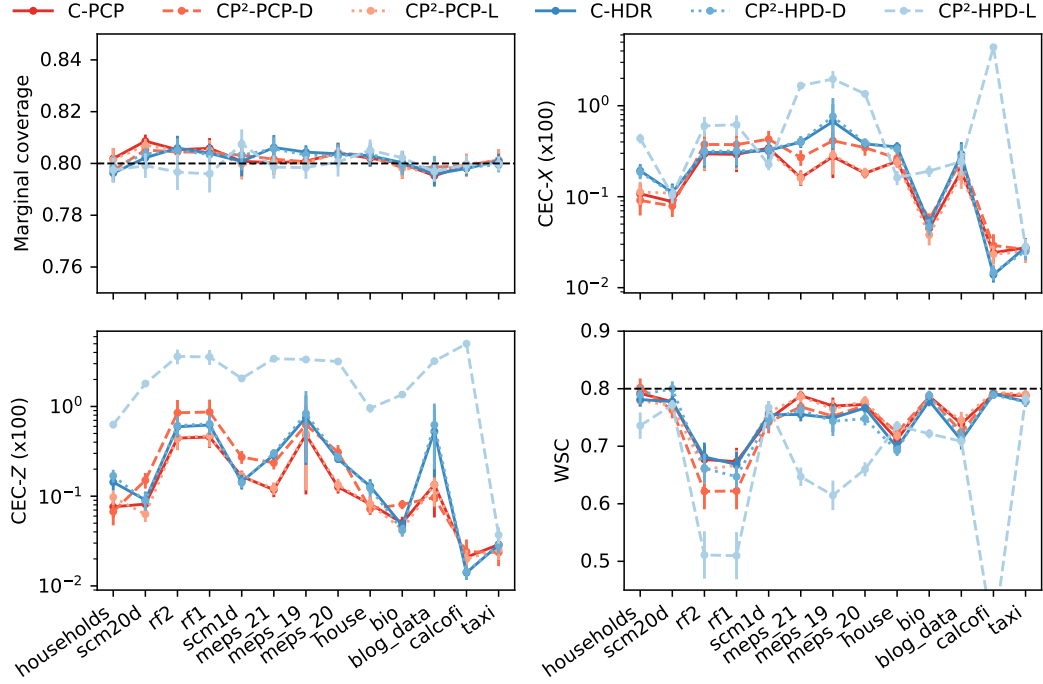 C-PCP CP²-PCP-D CP²-PCP-L C-HDR CP²-HPD-D CP²-HPD-L
Marginal coverage
0.84
0.82
0.80
0.78
0.76
CEC-X (x100)
10⁰
10⁻¹
10⁻²
CEC-Z (x100)
10⁰
10⁻¹
10⁻²
households scm20d rf2 rf1 scm1d meps_21 meps_19 meps_20 house bio blog_data calcofi taxi
WSC
0.9
0.8
0.7
0.6
0.5
households scm20d rf2 rf1 scm1d meps_21 meps_19 meps_20 house bio blog_data calcofi taxi